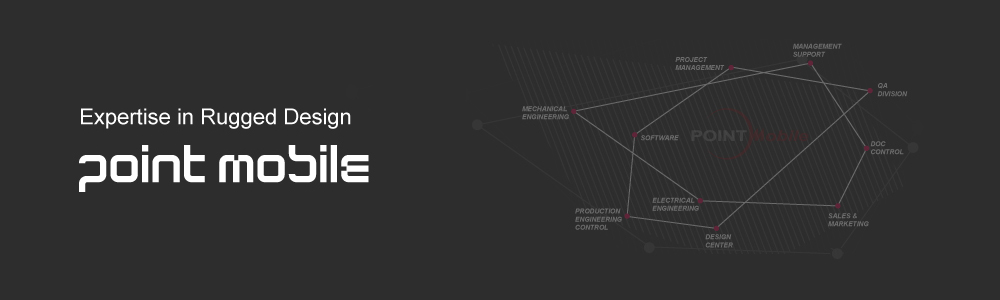 Expertise in Rugged Design
point mobile
PROJECT
MANAGEMENT
MANAGEMENT
SUPPORT
QA
DIVISION
MECHANICAL
ENGINEERING
SOFTWARE
POINT
DOC
CONTROL
ELECTRICAL
ENGINEERING
PRODUCTION
ENGINEERING
CONTROL
SALES &
MARKETING
DESIGN
CENTER